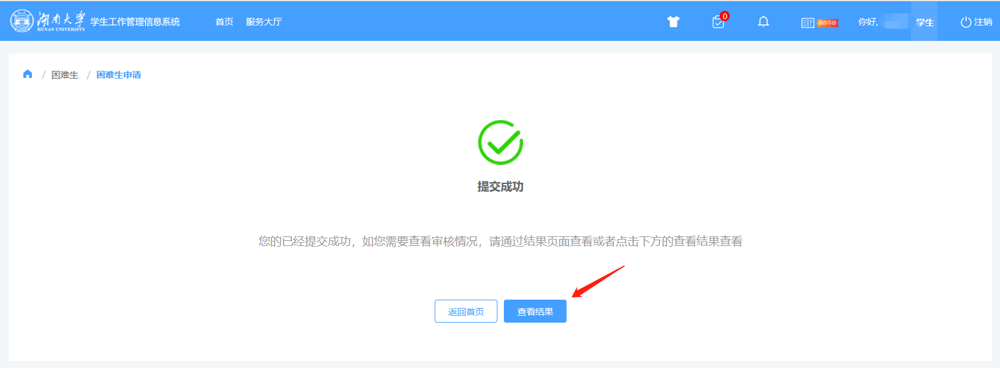 湖南大学 HUNAN UNIVERSITY 学生工作管理信息系统 首页 服务大厅 0 操作手册 你好, 学生 注销
/ 困难生 / 困难生申请
提交成功
您的已经提交成功，如您需要查看审核情况，请通过结果页面查看或者点击下方的查看结果查看
返回首页 查看结果